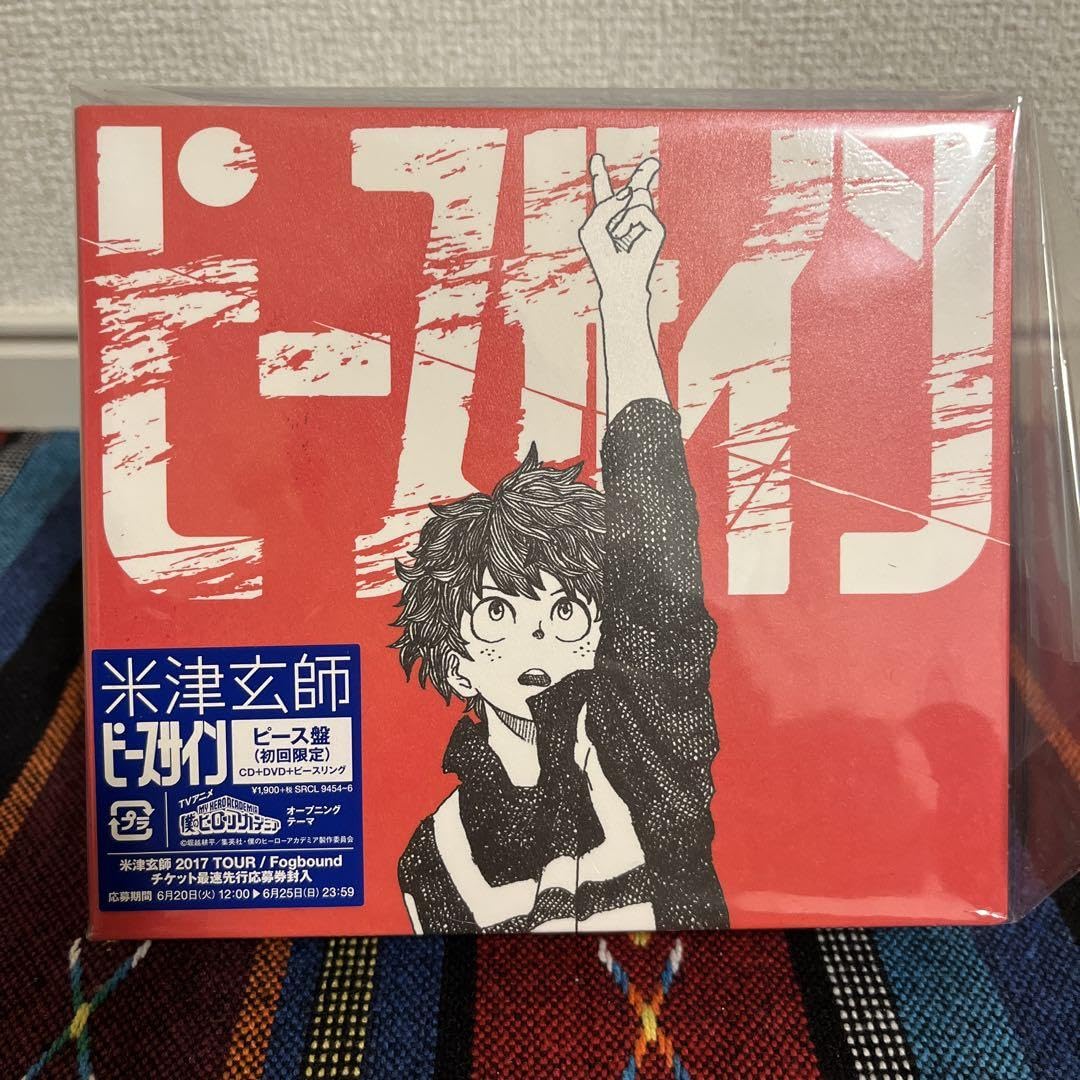 ピースサイン
米津玄師
ピースサイン
ピース盤
(初回限定)
CD+DVD+ピースリング
¥1,900+税 SRCL 9454~6
プラ
TVアニメ
MY HERO ACADEMIA
僕のヒーローアカデミア
オープニング
テーマ
©堀越耕平/集英社・僕のヒーローアカデミア製作委員会
米津玄師 2017 TOUR / Fogbound
チケット最速先行応募券封入
応募期間 6月20日(火) 12:00▶6月25日(日) 23:59